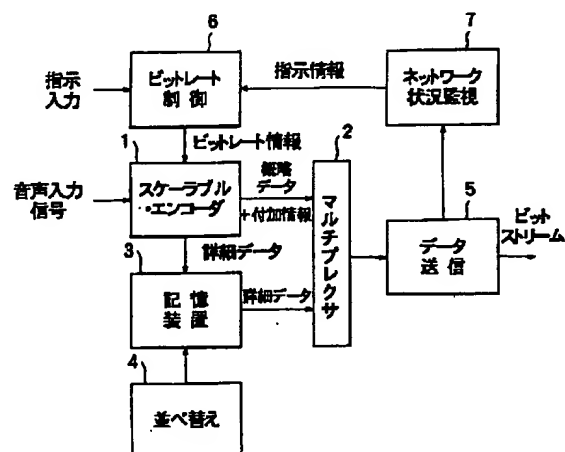 6
7
指示
入力
ビットレート
制御
指示情報
ネットワーク
状況監視
1
ビットレート情報
2
音声入力
信号
スケーラブル
・エンコーダ
概略
データ
+付加情報
マルチプレクサ
5
データ
送信
ビット
ストリーム
3
詳細データ
記憶
装置
詳細データ
4
並べ替え